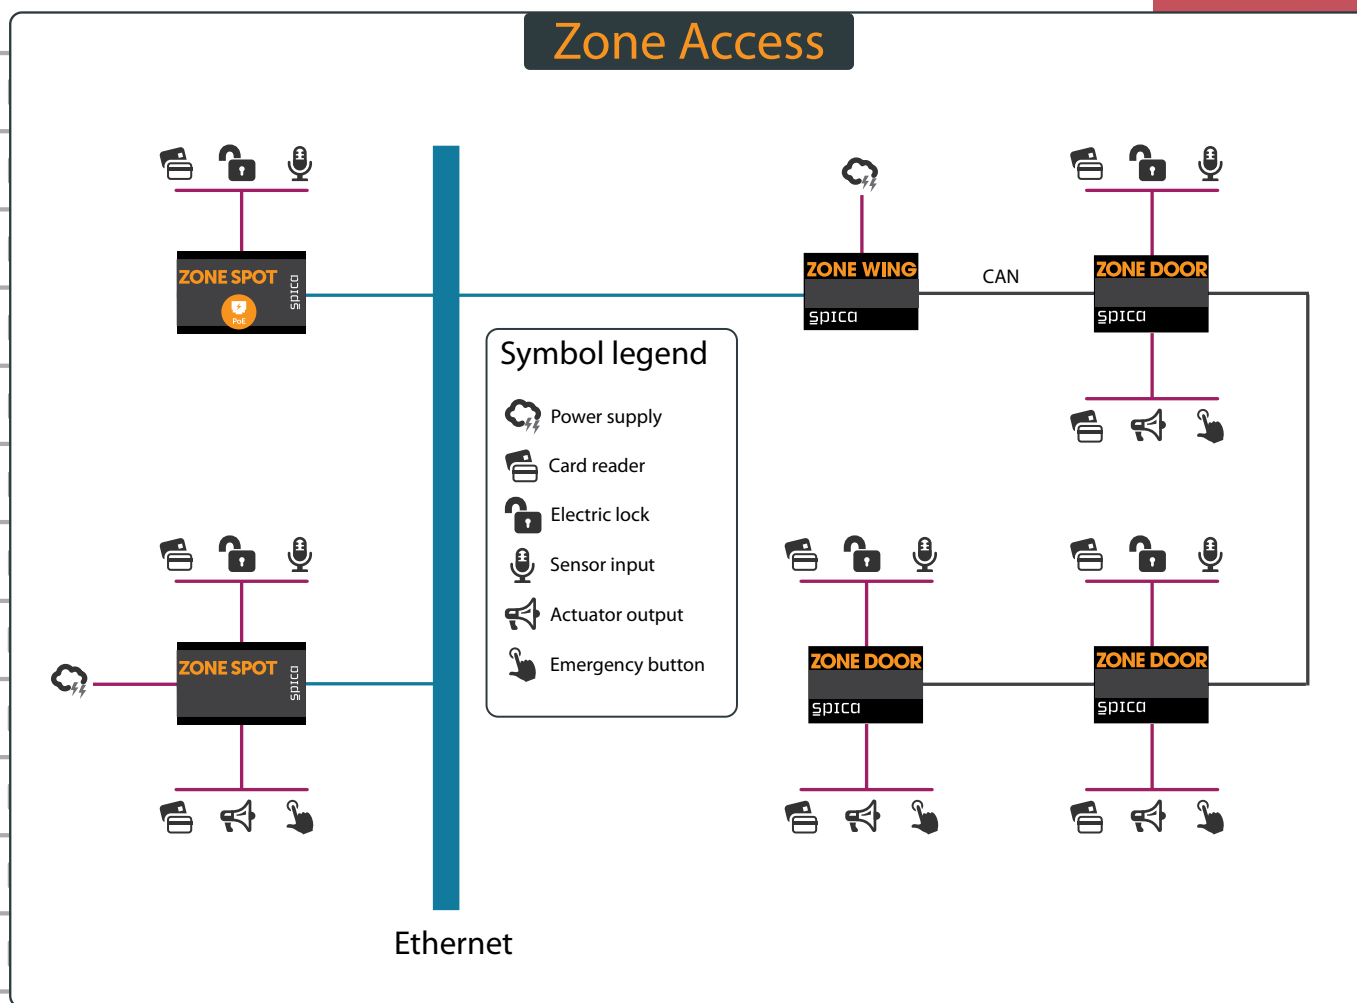 Zone Access
ZONE SPOT
spica
PoE
ZONE WING
spica
CAN
ZONE DOOR
spica
Symbol legend
Power supply
Card reader
Electric lock
Sensor input
Actuator output
Emergency button
ZONE SPOT
spica
ZONE DOOR
spica
ZONE DOOR
spica
Ethernet